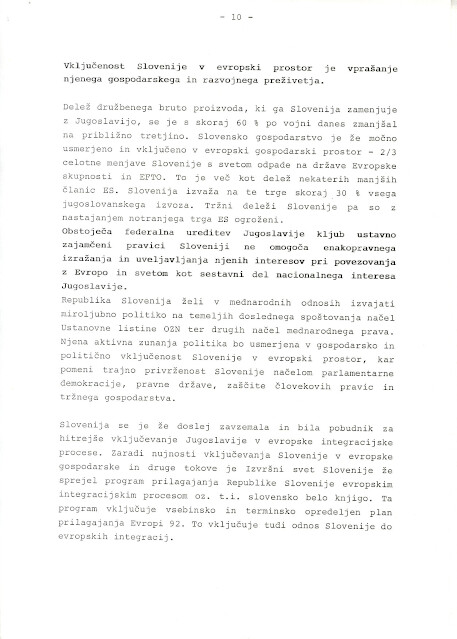 - 10 -
Vključenost Slovenije v evropski prostor je vprašanje
njenega gospodarskega in razvojnega preživetja.
Delež družbenega bruto proizvoda, ki ga Slovenija zamenjuje
z Jugoslavijo, se je s skoraj 60 % po vojni danes zmanjšal
na približno tretjino. Slovensko gospodarstvo je že močno
usmerjeno in vključeno v evropski gospodarski prostor - 2/3
celotne menjave Slovenije s svetom odpade na države Evropske
skupnosti in EFTO. To je več kot delež nekaterih manjših
članic ES. Slovenija izvaža na te trge skoraj 30 % vsega
jugoslovanskega izvoza. Tržni deleži Slovenije pa so z
nastajanjem notranjega trga ES ogroženi.
Obstoječa federalna ureditev Jugoslavije kljub ustavno
zajamčeni pravici Sloveniji ne omogoča enakopravnega
izražanja in uveljavljanja njenih interesov pri povezovanju
z Evropo in svetom kot sestavni del nacionalnega interesa
Jugoslavije.
Republika Slovenija želi v mednarodnih odnosih izvajati
miroljubno politiko na temeljih doslednega spoštovanja načel
Ustanovne listine OZN ter drugih načel mednarodnega prava.
Njena aktivna zunanja politika bo usmerjena v gospodarsko in
politično vključenost Slovenije v evropski prostor, kar
pomeni trajno privrženost Slovenije načelom parlamentarne
demokracije, pravne države, zaščite človekovih pravic in
tržnega gospodarstva.
Slovenija se je že doslej zavzemala in bila pobudnik za
hitrejše vključevanje Jugoslavije v evropske integracijske
procese. Zaradi nujnosti vključevanja Slovenije v evropske
gospodarske in druge tokove je Izvršni svet Slovenije že
sprejel program prilagajanja Republike Slovenije evropskim
integracijskim procesom oz. t.i. slovensko belo knjigo. Ta
program vključuje vsebinsko in terminsko opredeljen plan
prilagajanja Evropi 92. To vključuje tudi odnos Slovenije do
evropskih integracij.